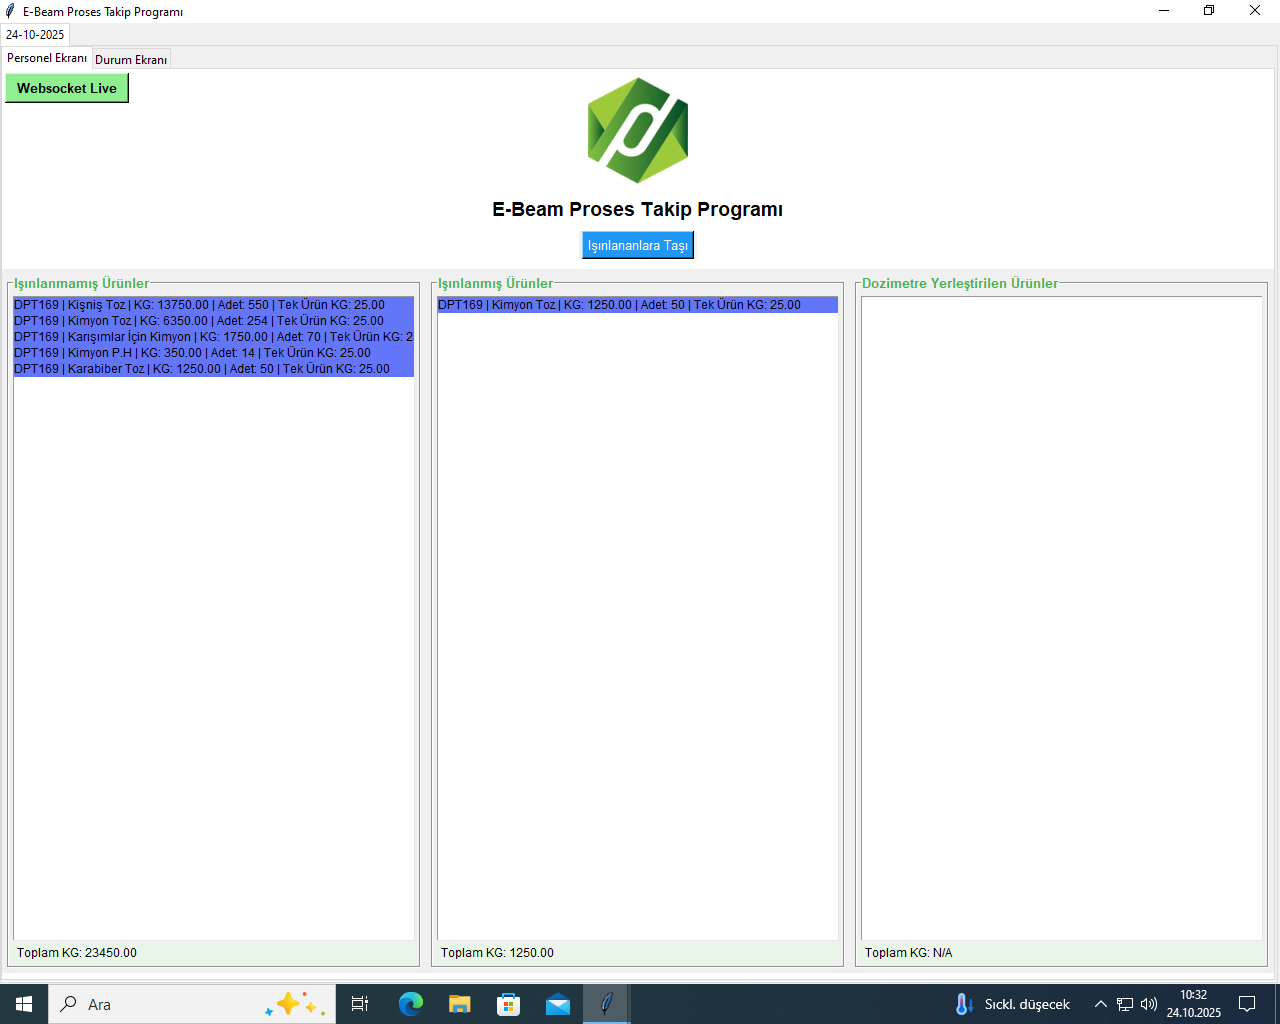 E-Beam Proses Takip Programı
24-10-2025
Personel Ekranı
Durum Ekranı
Websocket Live
E-Beam Proses Takip Programı
Işınlananlara Taşı
Işınlanmamış Ürünler
DPT169 | Kişniş Toz | KG: 13750.00 | Adet: 550 | Tek Ürün KG: 25.00
DPT169 | Kimyon Toz | KG: 6350.00 | Adet: 254 | Tek Ürün KG: 25.00
DPT169 | Karışımlar İçin Kimyon | KG: 1750.00 | Adet: 70 | Tek Ürün KG: 2
DPT169 | Kimyon P.H | KG: 350.00 | Adet: 14 | Tek Ürün KG: 25.00
DPT169 | Karabiber Toz | KG: 1250.00 | Adet: 50 | Tek Ürün KG: 25.00
Toplam KG: 23450.00
Işınlanmış Ürünler
DPT169 | Kimyon Toz | KG: 1250.00 | Adet: 50 | Tek Ürün KG: 25.00
Toplam KG: 1250.00
Dozimetre Yerleştirilen Ürünler
Toplam KG: N/A
Ara
Sıckl. düşecek
10:32
24.10.2025